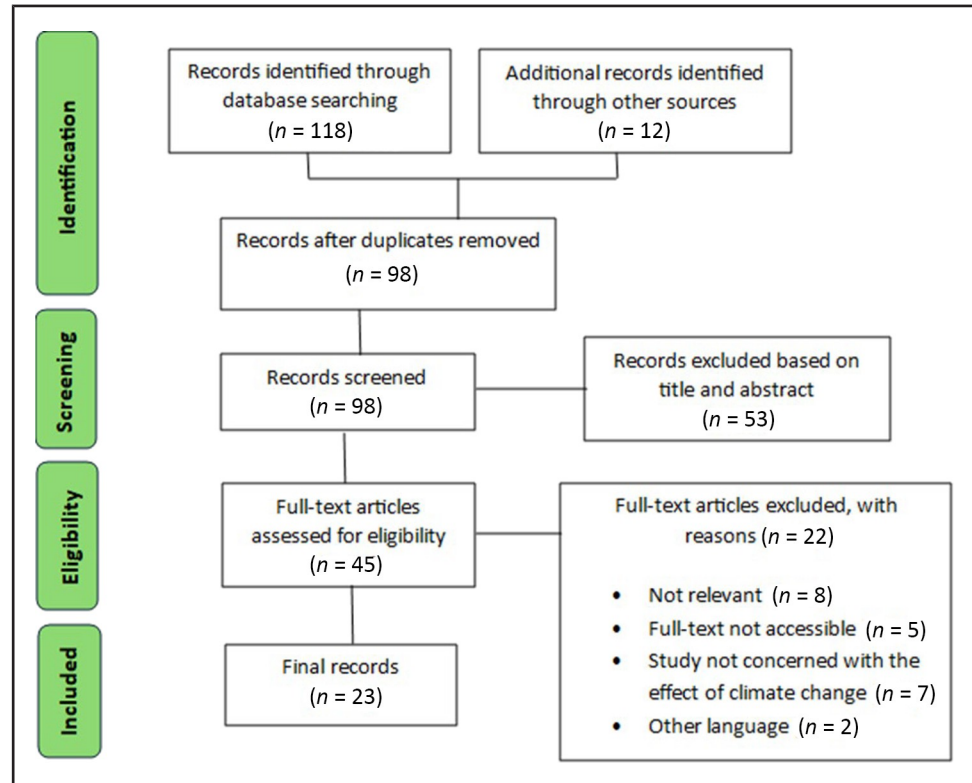 Identification
Records identified through
database searching
(n = 118)
Additional records identified
through other sources
(n = 12)
Records after duplicates removed
(n = 98)
Screening
Records screened
(n = 98)
Records excluded based on
title and abstract
(n = 53)
Eligibility
Full-text articles
assessed for eligibility
(n = 45)
Full-text articles excluded, with
reasons (n = 22)
• Not relevant (n = 8)
• Full-text not accessible (n = 5)
• Study not concerned with the
effect of climate change (n = 7)
• Other language (n = 2)
Included
Final records
(n = 23)